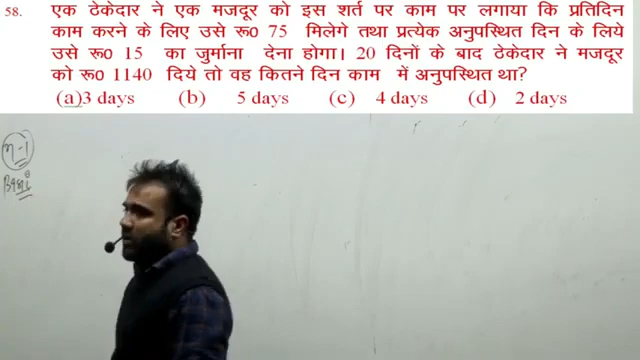 58. एक ठेकेदार ने एक मजदूर को इस शर्त पर काम पर लगाया कि प्रतिदिन
काम करने के लिए उसे रू0 75 मिलेगे तथा प्रत्येक अनुपस्थित दिन के लिये
उसे रू0 15 का जुर्माना देना होगा। 20 दिनों के बाद ठेकेदार ने मजदूर
को रू0 1140 दिये तो वह कितने दिन काम में अनुपस्थित था?
(a)3 days (b) 5 days (c) 4 days (d) 2 days